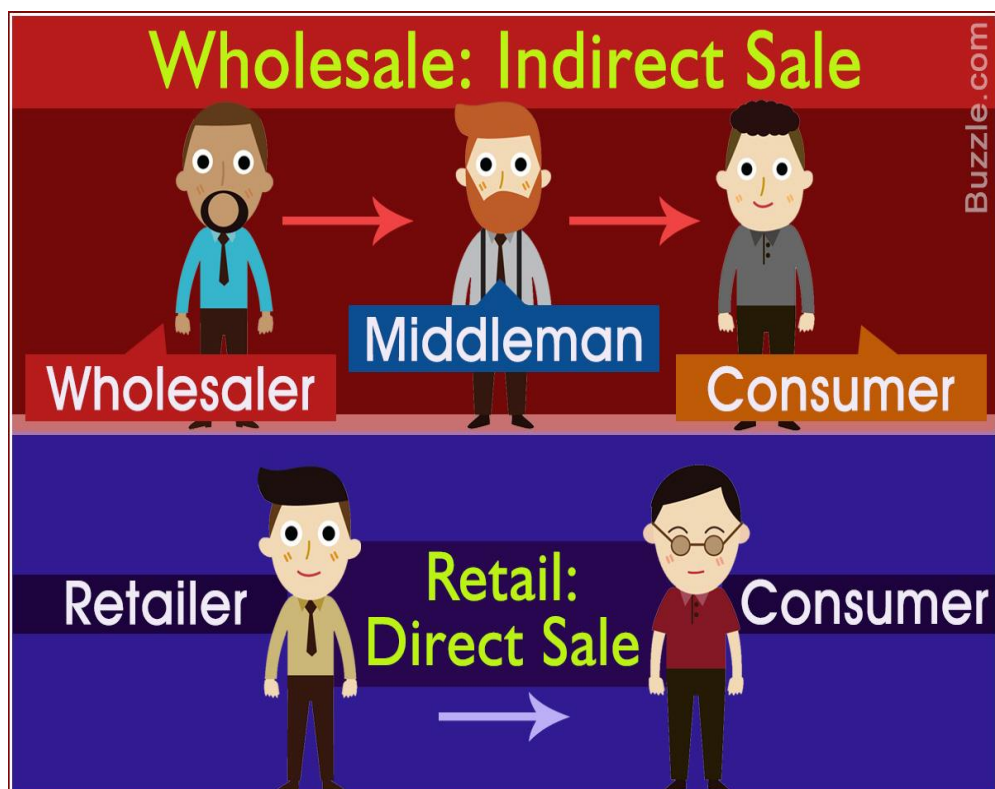 Wholesale: Indirect Sale
Buzzle.com
Wholesaler
Middleman
Consumer
Retailer
Retail:
Direct Sale
Consumer